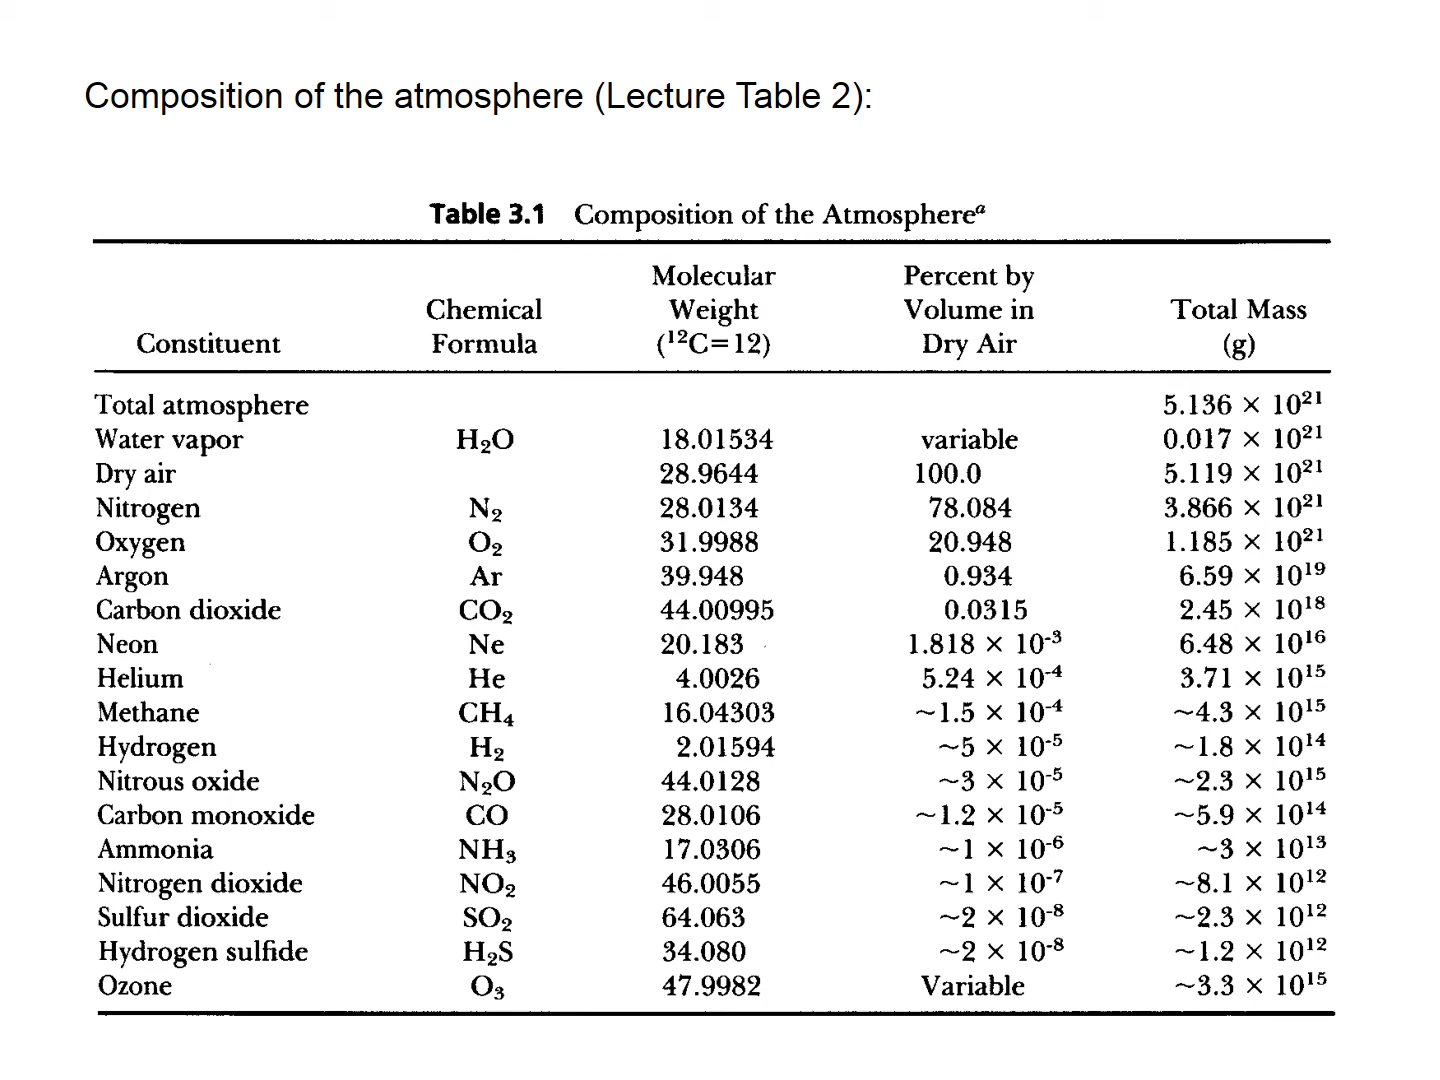 Composition of the atmosphere (Lecture Table 2):
Table 3.1 Composition of the Atmosphereᵃ
Constituent Chemical Formula Molecular Weight (¹²C=12) Percent by Volume in Dry Air Total Mass (g)
Total atmosphere 5.136 × 10²¹
Water vapor H₂O 18.01534 variable 0.017 × 10²¹
Dry air 28.9644 100.0 5.119 × 10²¹
Nitrogen N₂ 28.0134 78.084 3.866 × 10²¹
Oxygen O₂ 31.9988 20.948 1.185 × 10²¹
Argon Ar 39.948 0.934 6.59 × 10¹⁹
Carbon dioxide CO₂ 44.00995 0.0315 2.45 × 10¹⁸
Neon Ne 20.183 1.818 × 10⁻³ 6.48 × 10¹⁶
Helium He 4.0026 5.24 × 10⁻⁴ 3.71 × 10¹⁵
Methane CH₄ 16.04303 ~1.5 × 10⁻⁴ ~4.3 × 10¹⁵
Hydrogen H₂ 2.01594 ~5 × 10⁻⁵ ~1.8 × 10¹⁴
Nitrous oxide N₂O 44.0128 ~3 × 10⁻⁵ ~2.3 × 10¹⁵
Carbon monoxide CO 28.0106 ~1.2 × 10⁻⁵ ~5.9 × 10¹⁴
Ammonia NH₃ 17.0306 ~1 × 10⁻⁶ ~3 × 10¹³
Nitrogen dioxide NO₂ 46.0055 ~1 × 10⁻⁷ ~8.1 × 10¹²
Sulfur dioxide SO₂ 64.063 ~2 × 10⁻⁸ ~2.3 × 10¹²
Hydrogen sulfide H₂S 34.080 ~2 × 10⁻⁸ ~1.2 × 10¹²
Ozone O₃ 47.9982 Variable ~3.3 × 10¹⁵